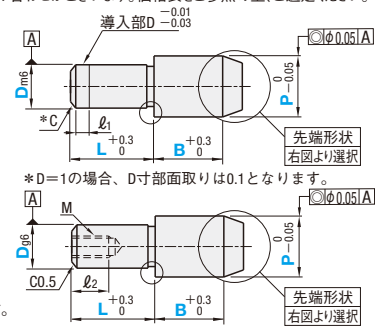 導入部D −0.01 −0.03
A
◎φ0.05 A
Dm6
P 0 −0.05
*C
ℓ1
L +0.3 0
B +0.3 0
先端形状
右図より選択
*D=1の場合、D寸部面取りは0.1となります。
A
◎φ0.05 A
M
Dg6
P 0 −0.05
C0.5
ℓ2
L +0.3 0
B +0.3 0
先端形状
右図より選択